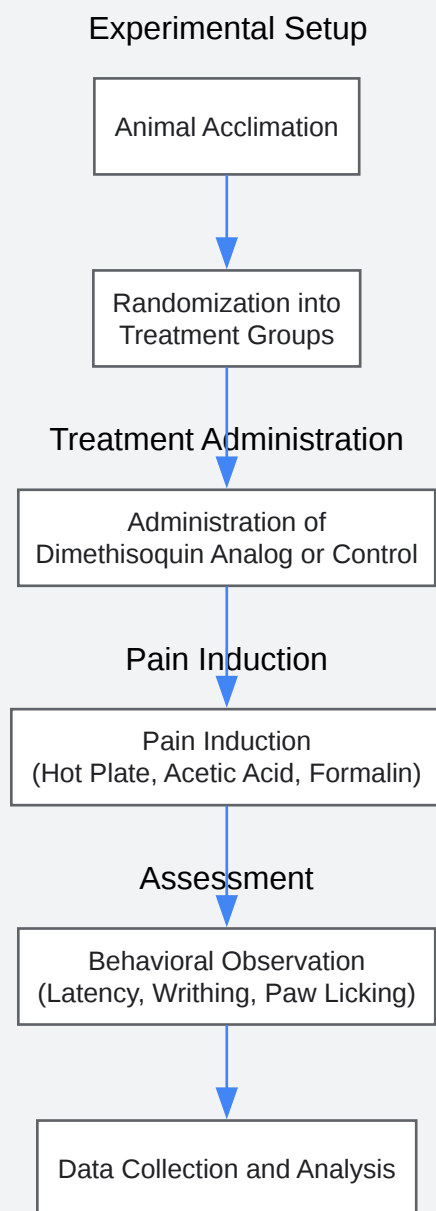 Experimental Setup
Animal Acclimation
Randomization into
Treatment Groups
Treatment Administration
Administration of
Dimethisoquin Analog or Control
Pain Induction
Pain Induction
(Hot Plate, Acetic Acid, Formalin)
Assessment
Behavioral Observation
(Latency, Writhing, Paw Licking)
Data Collection and Analysis